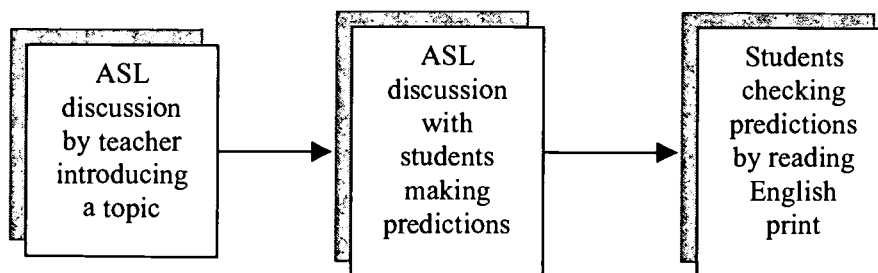 ASL
discussion
by teacher
introducing
a topic
ASL
discussion
with
students
making
predictions
Students
checking
predictions
by reading
English
print